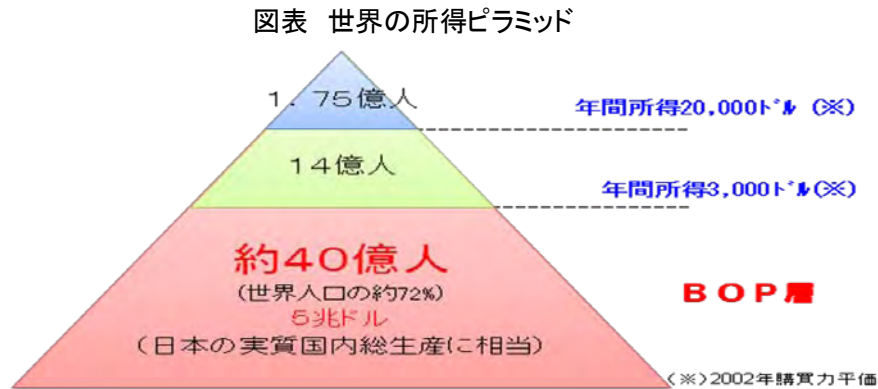 図表 世界の所得ピラミッド
1．75億人
年間所得20,000ﾄﾞﾙ (※)
14億人
年間所得3,000ﾄﾞﾙ(※)
約40億人
(世界人口の約72%)
5兆ドル
(日本の実質国内総生産に相当)
ＢＯＰ層
(※)2002年購買力平価